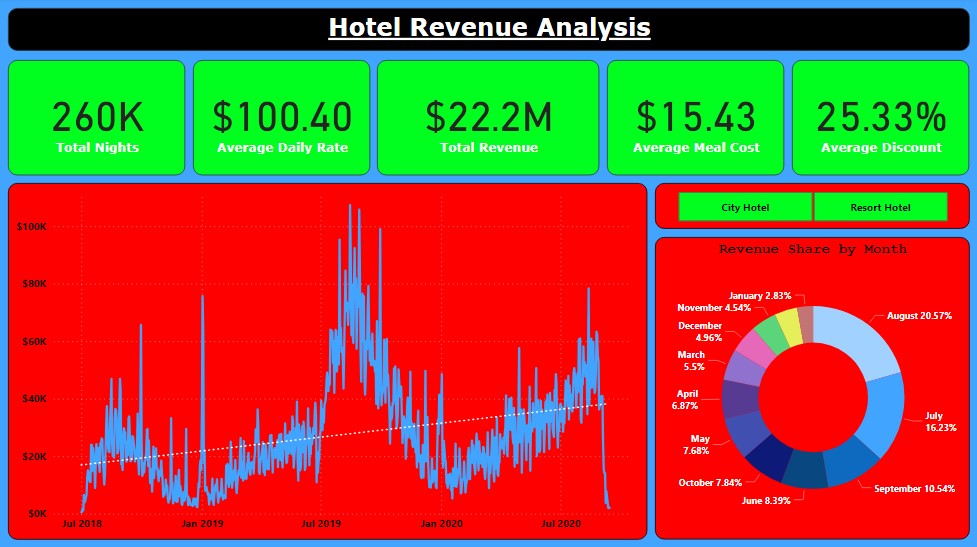 Hotel Revenue Analysis
260K
Total Nights
$100.40
Average Daily Rate
$22.2M
Total Revenue
$15.43
Average Meal Cost
25.33%
Average Discount
$100K
$80K
$60K
$40K
$20K
$0K
Jul 2018
Jan 2019
Jul 2019
Jan 2020
Jul 2020
City Hotel
Resort Hotel
Revenue Share by Month
August 20.57%
July
16.23%
September 10.54%
June 8.39%
October 7.84%
May
7.68%
April
6.87%
March
5.5%
December
4.96%
November 4.54%
January 2.83%